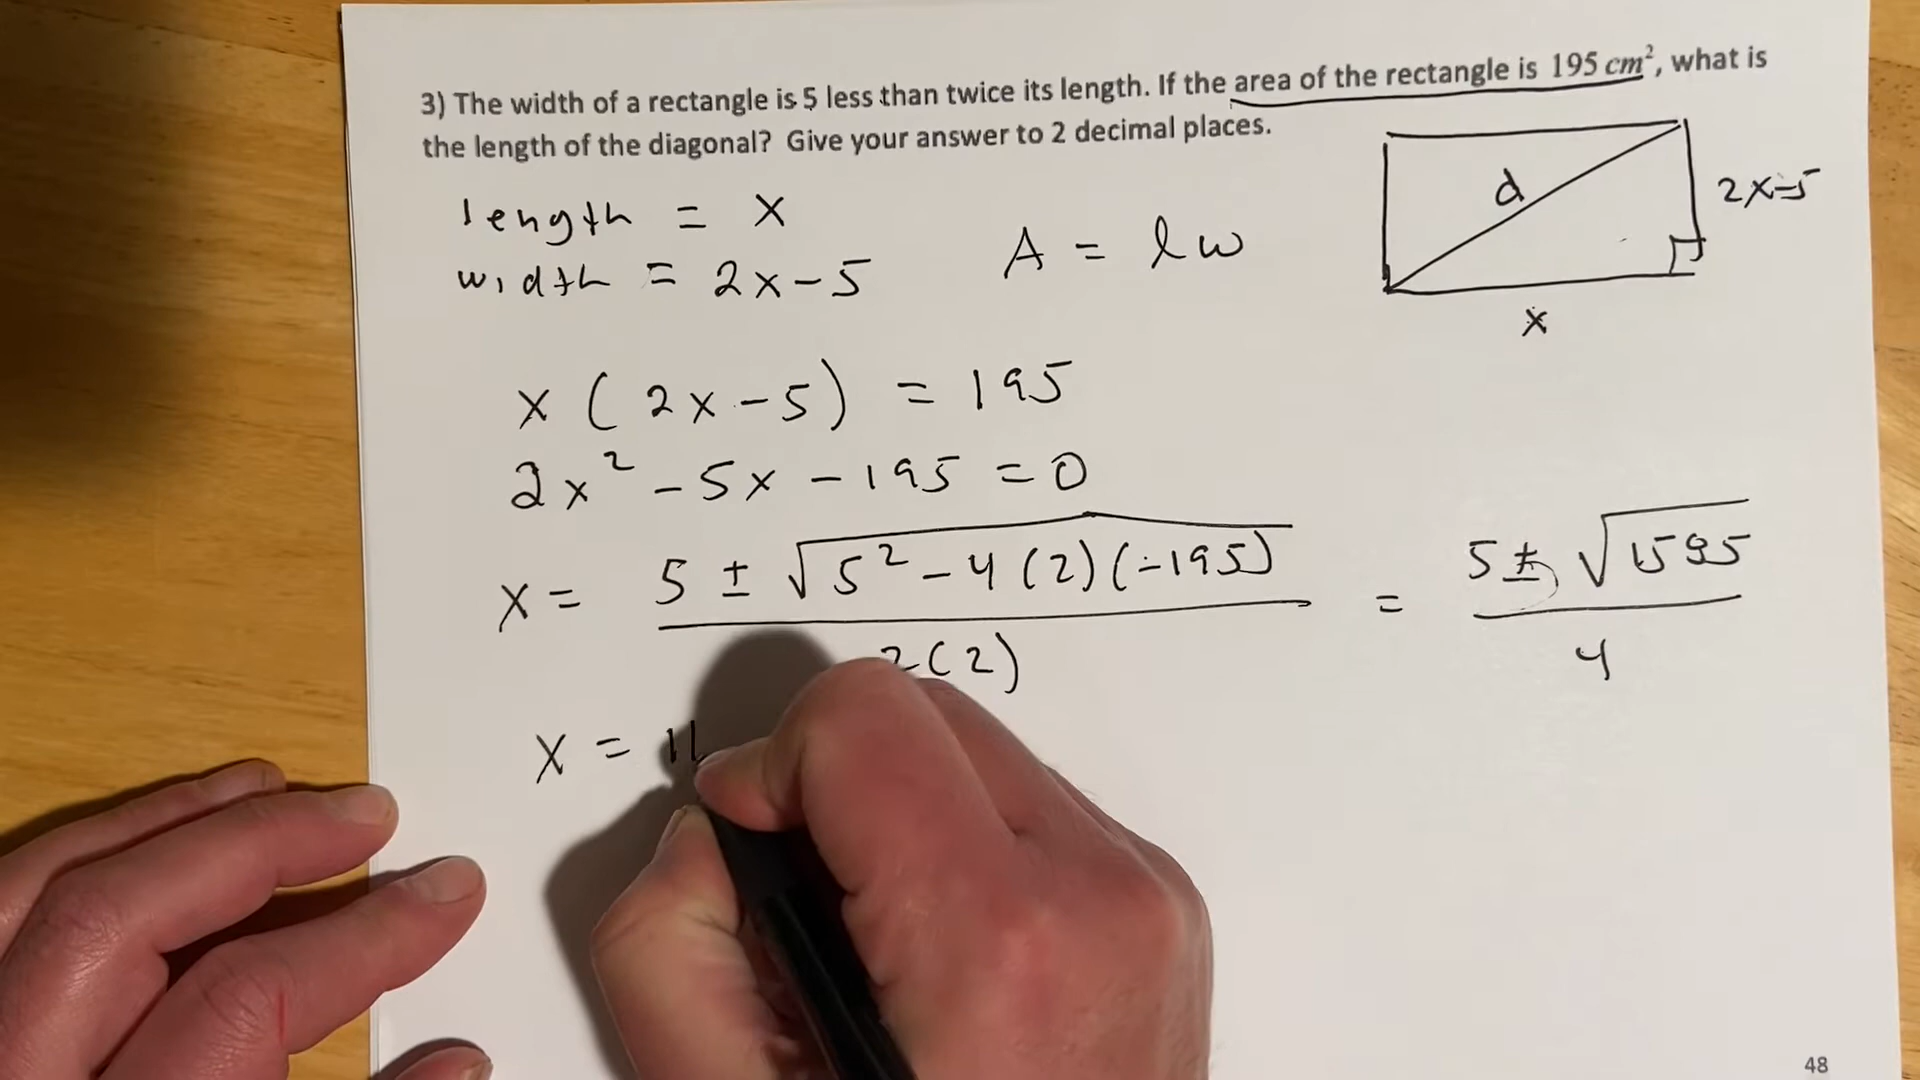 3) The width of a rectangle is 5 less than twice its length. If the area of the rectangle is 195 cm², what is
the length of the diagonal? Give your answer to 2 decimal places.
length = x
width = 2x-5
A = lw
d
2x-5
x
x(2x-5) = 195
2x² - 5x - 195 = 0
x = 5 ± √(5² - 4(2)(-195)) / 2(2) = 5 ± √1585 / 4
x = 11
48